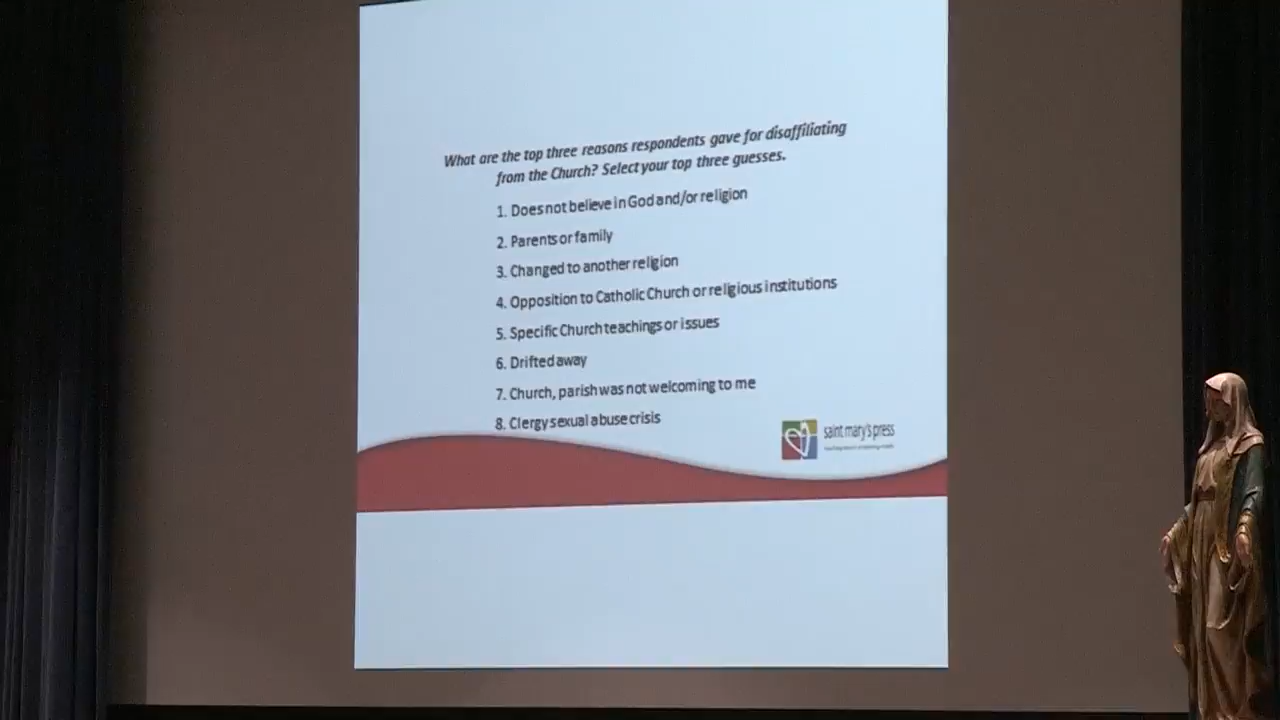 What are the top three reasons respondents gave for disaffiliating
from the Church? Select your top three guesses.
1. Does not believe in God and/or religion
2. Parents or family
3. Changed to another religion
4. Opposition to Catholic Church or religious institutions
5. Specific Church teachings or issues
6. Drifted away
7. Church, parish was not welcoming to me
8. Clergy sexual abuse crisis
saint mary's press